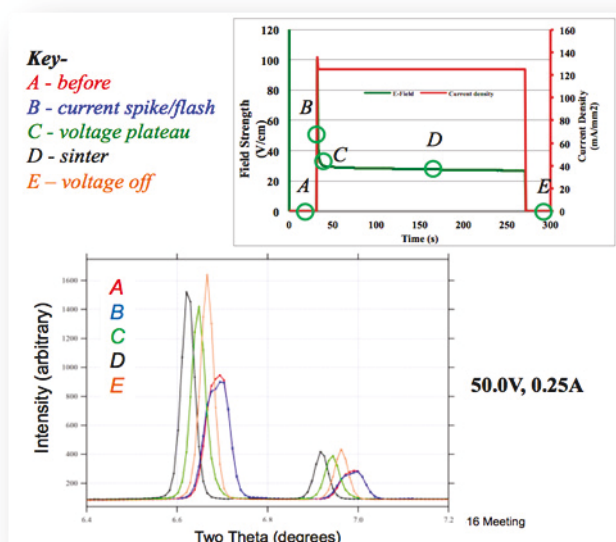 Key-
A - before
B - current spike/flash
C - voltage plateau
D - sinter
E – voltage off
120
100
80
60
40
20
0
Field Strength
(V/cm)
160
140
120
100
80
60
40
20
0
Current Density
(mA/mm2)
E-Field
Current density
A
B
C
D
E
0 50 100 150 200 250 300
Time (s)
1600
1400
1200
1000
800
600
400
200
Intensity (arbitrary)
A
B
C
D
E
6.4 6.6 6.8 7.0 7.2
Two Theta (degrees)
50.0V, 0.25A
16 Meeting